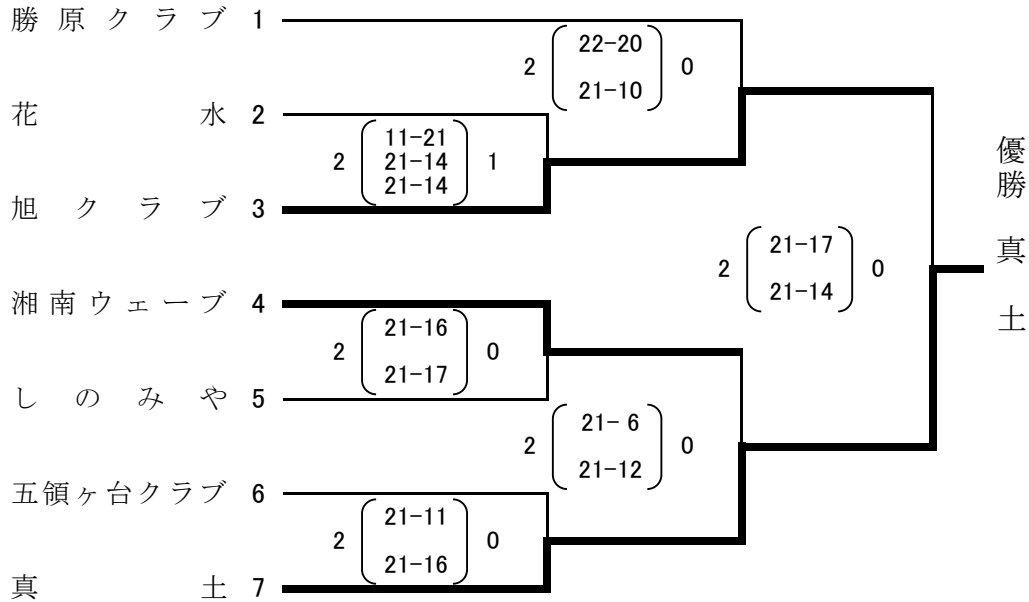 勝原クラブ 1
22-20
2 0
21-10
花水 2
11-21
2 21-14 1
21-14
旭クラブ 3
優勝 真土
21-17
2 0
21-14
湘南ウェーブ 4
21-16
2 0
21-17
しのみや 5
21- 6
2 0
21-12
五領ヶ台クラブ 6
21-11
2 0
21-16
真土 7